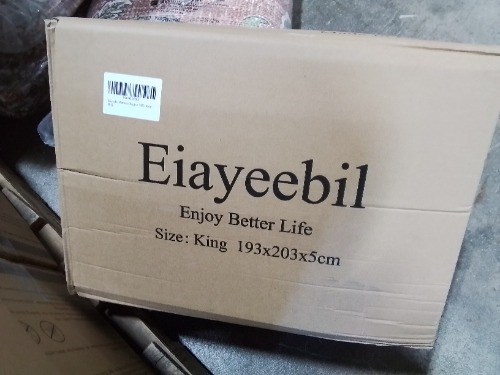 Eiayeebil
Enjoy Better Life
Size: King 193x203x5cm